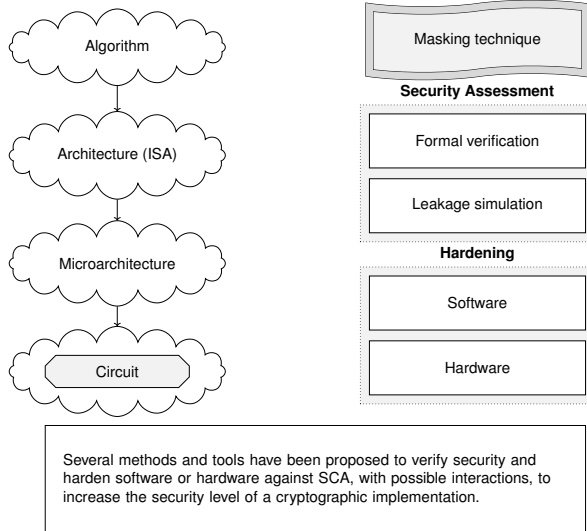 Algorithm
Architecture (ISA)
Microarchitecture
Circuit
Masking technique
Security Assessment
Formal verification
Leakage simulation
Hardening
Software
Hardware
Several methods and tools have been proposed to verify security and
harden software or hardware against SCA, with possible interactions, to
increase the security level of a cryptographic implementation.